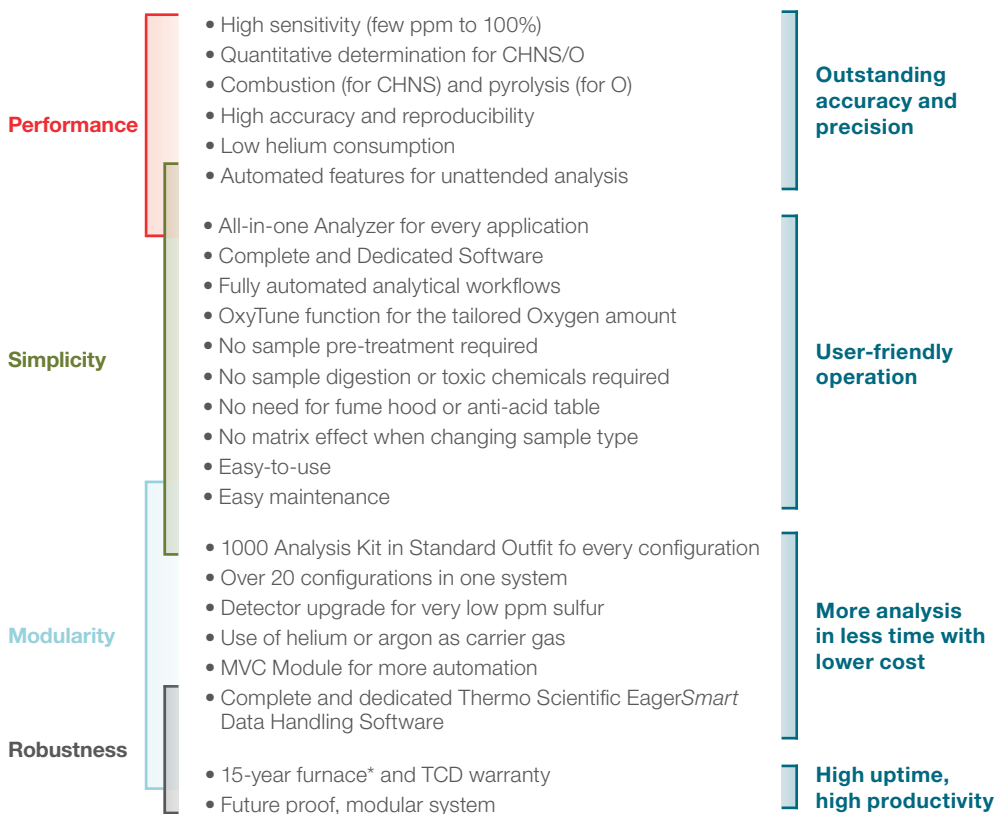 Performance
• High sensitivity (few ppm to 100%)
• Quantitative determination for CHNS/O
• Combustion (for CHNS) and pyrolysis (for O)
• High accuracy and reproducibility
• Low helium consumption
• Automated features for unattended analysis
Outstanding
accuracy and
precision
Simplicity
• All-in-one Analyzer for every application
• Complete and Dedicated Software
• Fully automated analytical workflows
• OxyTune function for the tailored Oxygen amount
• No sample pre-treatment required
• No sample digestion or toxic chemicals required
• No need for fume hood or anti-acid table
• No matrix effect when changing sample type
• Easy-to-use
• Easy maintenance
User-friendly
operation
Modularity
• 1000 Analysis Kit in Standard Outfit fo every configuration
• Over 20 configurations in one system
• Detector upgrade for very low ppm sulfur
• Use of helium or argon as carrier gas
• MVC Module for more automation
• Complete and dedicated Thermo Scientific EagerSmart
Data Handling Software
More analysis
in less time with
lower cost
Robustness
• 15-year furnace* and TCD warranty
• Future proof, modular system
High uptime,
high productivity